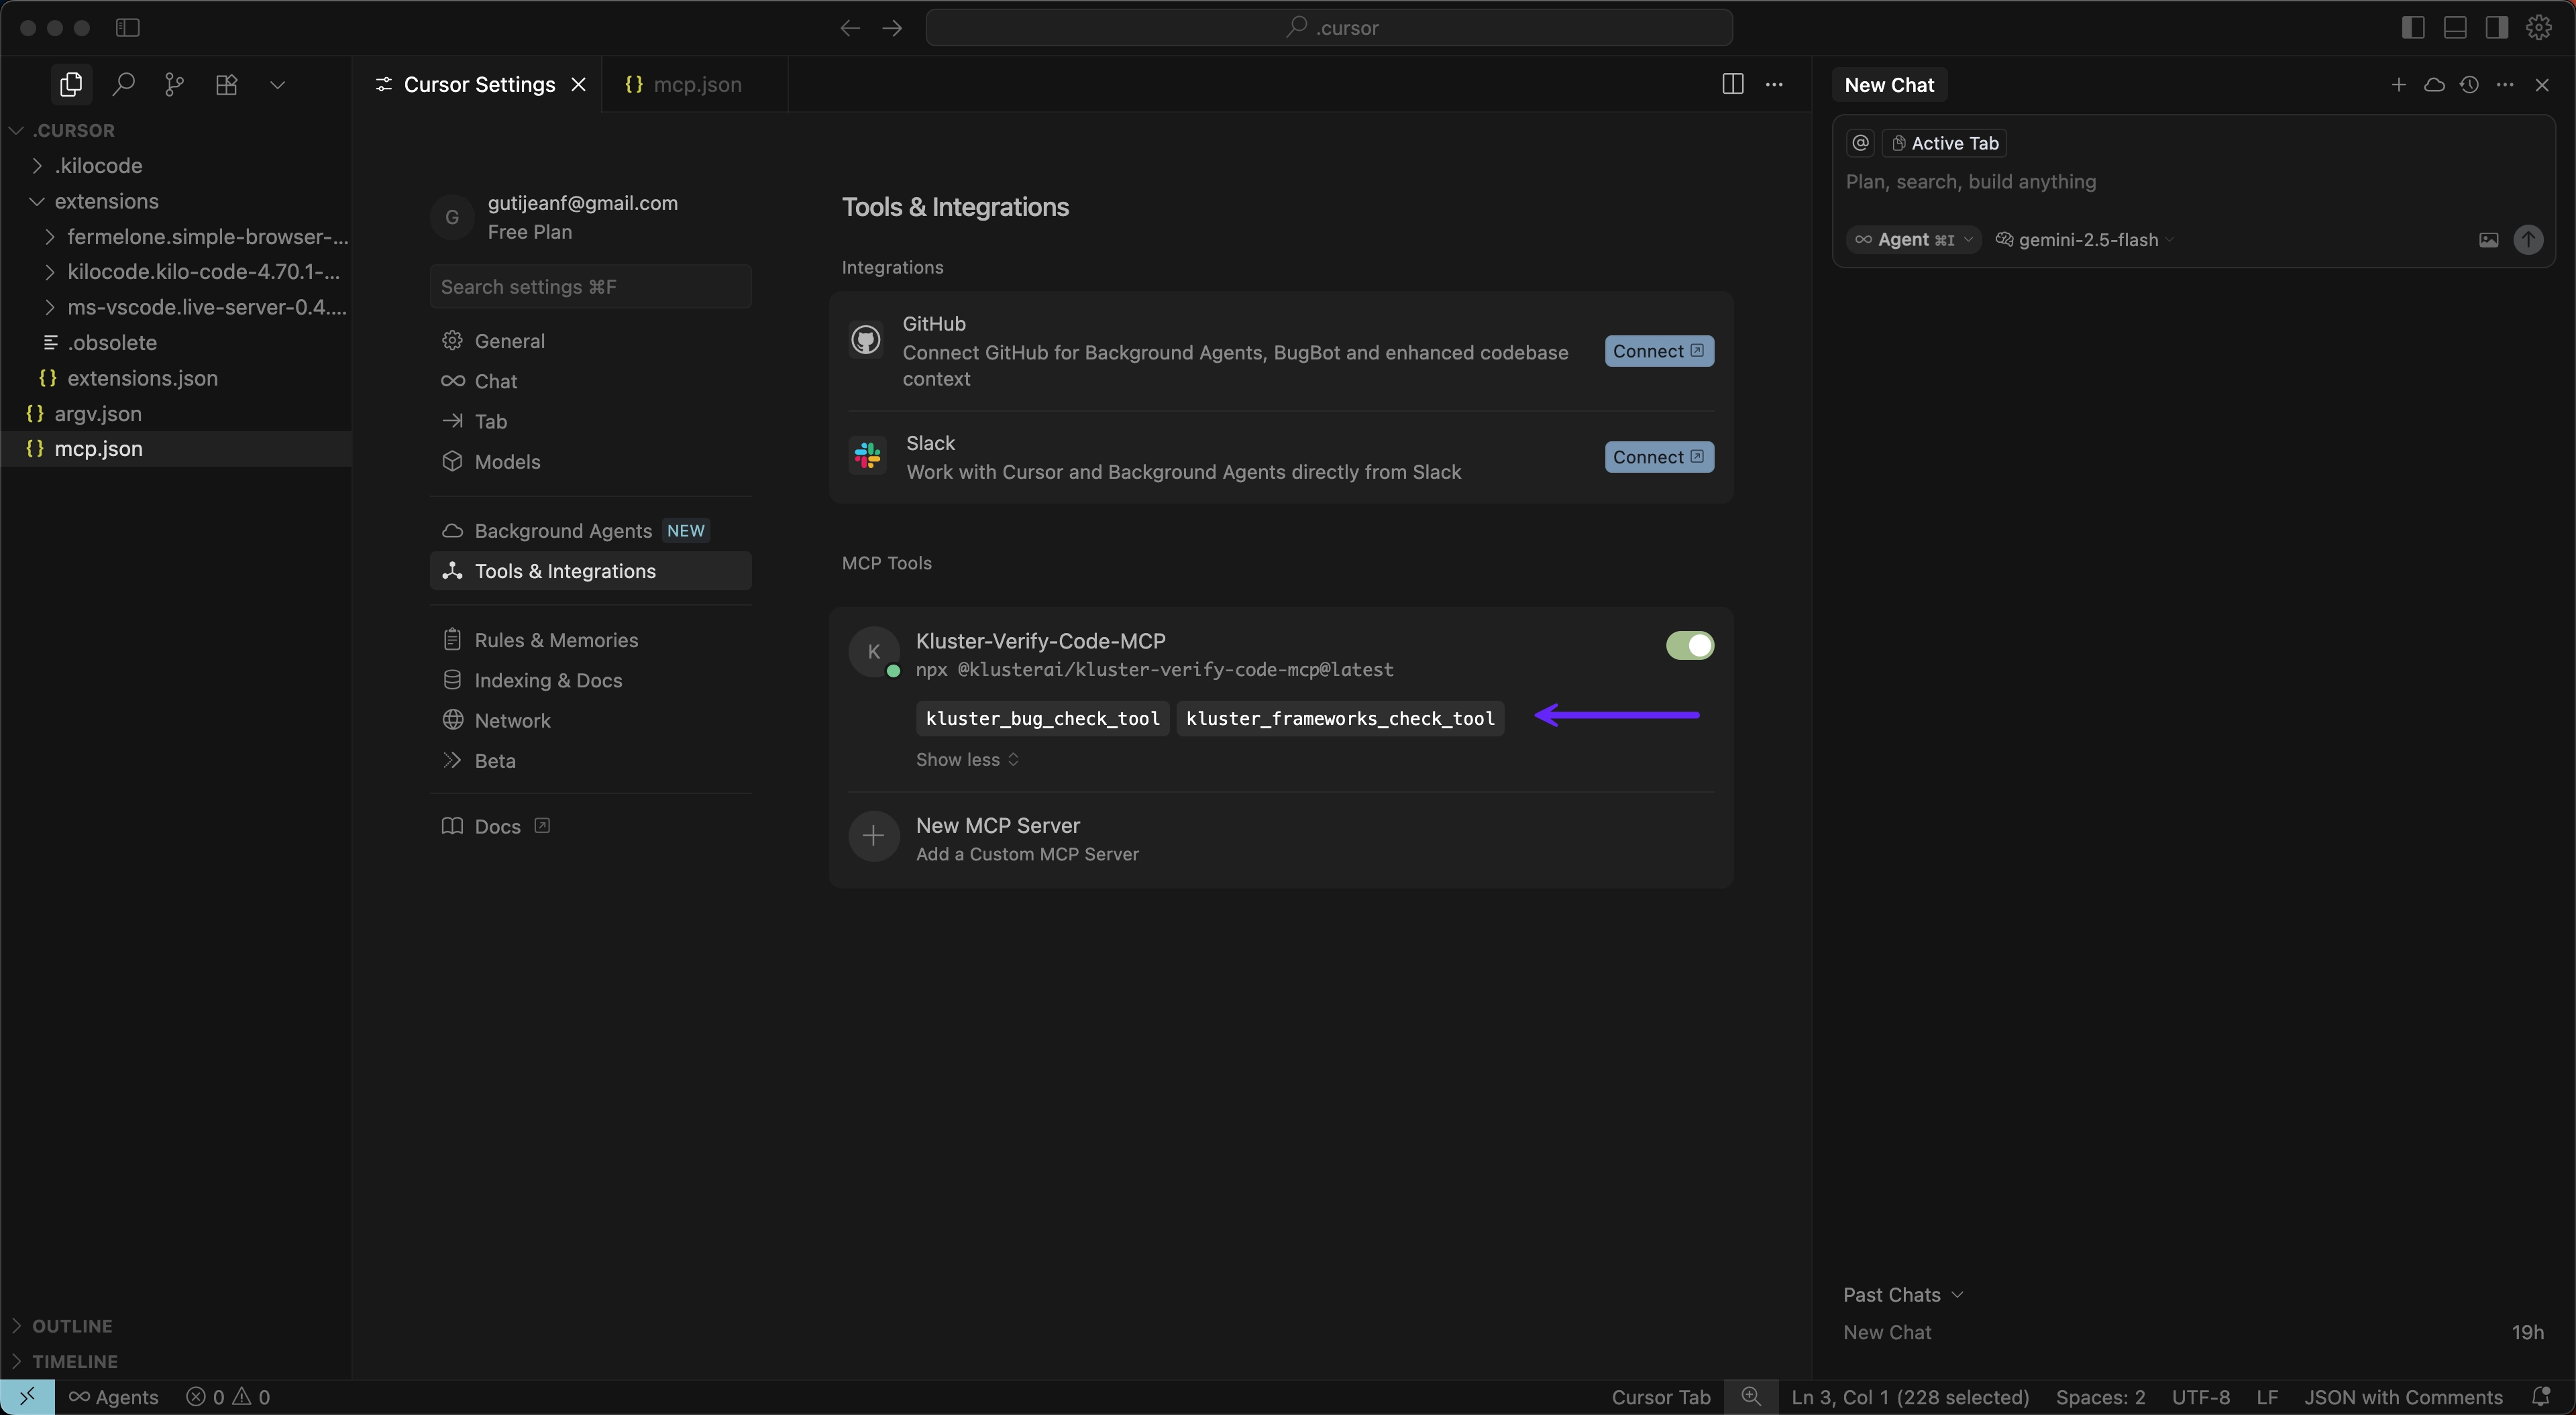 .cursor
Cursor Settings
mcp.json
.CURSOR
.kilocode
extensions
fermelone.simple-browser-...
kilocode.kilo-code-4.70.1-...
ms-vscode.live-server-0.4....
.obsolete
{} extensions.json
{} argv.json
{} mcp.json
OUTLINE
TIMELINE
G
gutijeanf@gmail.com
Free Plan
Search settings ⌘F
General
Chat
Tab
Models
Background Agents NEW
Tools & Integrations
Rules & Memories
Indexing & Docs
Network
Beta
Docs
Tools & Integrations
Integrations
GitHub
Connect GitHub for Background Agents, BugBot and enhanced codebase
context
Connect
Slack
Work with Cursor and Background Agents directly from Slack
Connect
MCP Tools
K
Kluster-Verify-Code-MCP
npx @klusterai/kluster-verify-code-mcp@latest
kluster_bug_check_tool kluster_frameworks_check_tool
Show less
New MCP Server
Add a Custom MCP Server
New Chat
@ Active Tab
Plan, search, build anything
Agent ⌘I gemini-2.5-flash
Past Chats
New Chat 19h
Agents 0 0
Cursor Tab Ln 3, Col 1 (228 selected) Spaces: 2 UTF-8 LF JSON with Comments